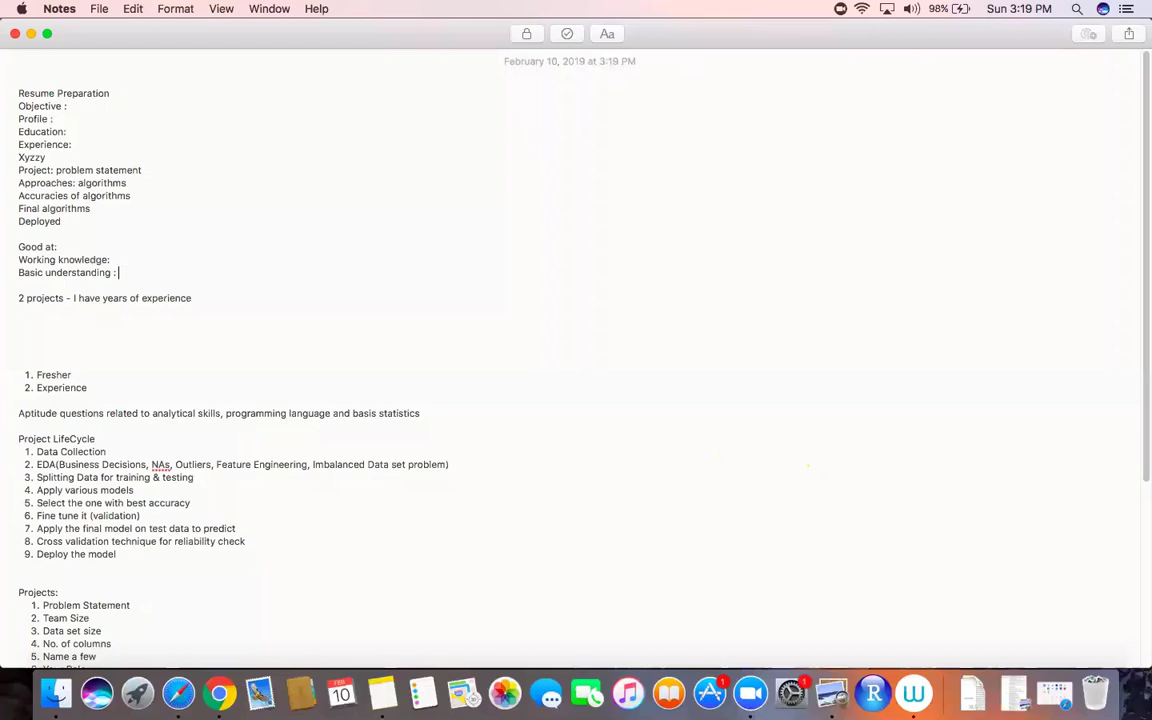 Notes File Edit Format View Window Help 98% Sun 3:19 PM
Aa
February 10, 2019 at 3:19 PM
Resume Preparation
Objective :
Profile :
Education:
Experience:
Xyzzy
Project: problem statement
Approaches: algorithms
Accuracies of algorithms
Final algorithms
Deployed
Good at:
Working knowledge:
Basic understanding :
2 projects - I have years of experience
1. Fresher
2. Experience
Aptitude questions related to analytical skills, programming language and basis statistics
Project LifeCycle
1. Data Collection
2. EDA(Business Decisions, NAs, Outliers, Feature Engineering, Imbalanced Data set problem)
3. Splitting Data for training & testing
4. Apply various models
5. Select the one with best accuracy
6. Fine tune it (validation)
7. Apply the final model on test data to predict
8. Cross validation technique for reliability check
9. Deploy the model
Projects:
1. Problem Statement
2. Team Size
3. Data set size
4. No. of columns
5. Name a few
FEB
10
1
1
R
W